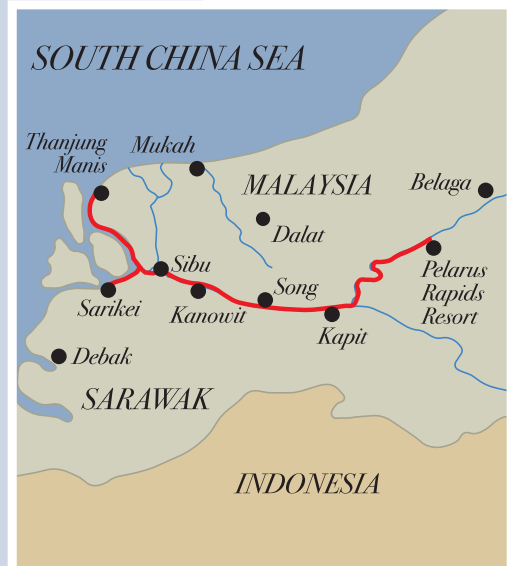 SOUTH CHINA SEA
Thanjung
Manis
Mukah
MALAYSIA
Belaga
Dalat
Sibu
Pelarus
Rapids
Resort
Song
Sarikei
Kanowit
Kapit
Debak
SARAWAK
INDONESIA